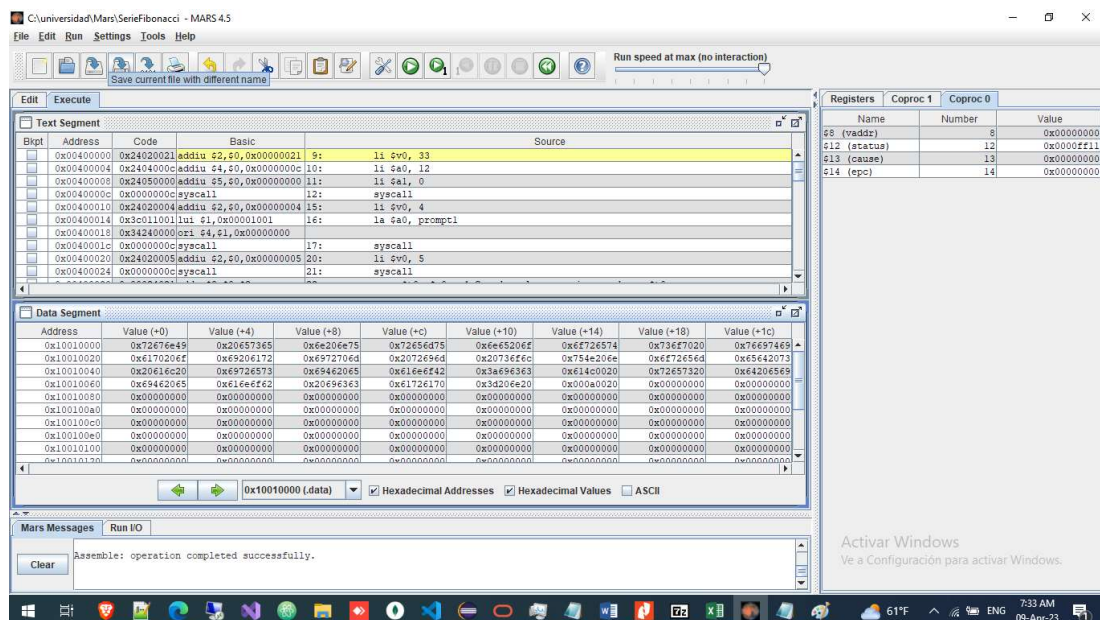 C:\universidad\Mars\SerieFibonacci - MARS 4.5
File Edit Run Settings Tools Help
Run speed at max (no interaction)
Save current file with different name
Edit Execute
Text Segment
Bkpt Address Code Basic Source
0x00400000 0x24020021 addiu $2,$0,0x00000021 9: li $v0, 33
0x00400004 0x2404000c addiu $4,$0,0x0000000c 10: li $a0, 12
0x00400008 0x24050000 addiu $5,$0,0x00000000 11: li $a1, 0
0x0040000c 0x0000000c syscall 12: syscall
0x00400010 0x24020004 addiu $2,$0,0x00000004 15: li $v0, 4
0x00400014 0x3c011001 lui $1,0x00001001 16: la $a0, prompt1
0x00400018 0x34240000 ori $4,$1,0x00000000
0x0040001c 0x0000000c syscall 17: syscall
0x00400020 0x24020005 addiu $2,$0,0x00000005 20: li $v0, 5
0x00400024 0x0000000c syscall 21: syscall
Data Segment
Address Value (+0) Value (+4) Value (+8) Value (+c) Value (+10) Value (+14) Value (+18) Value (+1c)
0x10010000 0x72676e49 0x20657365 0x6e206e75 0x72656d75 0x6e65206f 0x6f726574 0x736f7020 0x76697469
0x10010020 0x6170206f 0x69206172 0x6972706d 0x2072696d 0x20736f6c 0x754e206e 0x6f72656d 0x65642073
0x10010040 0x20616c20 0x69726573 0x69462065 0x616e6f42 0x3a696363 0x614c0020 0x72657320 0x64206569
0x10010060 0x69462065 0x616e6f62 0x20696363 0x61726170 0x3d206e20 0x000a0020 0x00000000 0x00000000
0x10010080 0x00000000 0x00000000 0x00000000 0x00000000 0x00000000 0x00000000 0x00000000 0x00000000
0x100100a0 0x00000000 0x00000000 0x00000000 0x00000000 0x00000000 0x00000000 0x00000000 0x00000000
0x100100c0 0x00000000 0x00000000 0x00000000 0x00000000 0x00000000 0x00000000 0x00000000 0x00000000
0x100100e0 0x00000000 0x00000000 0x00000000 0x00000000 0x00000000 0x00000000 0x00000000 0x00000000
0x10010100 0x00000000 0x00000000 0x00000000 0x00000000 0x00000000 0x00000000 0x00000000 0x00000000
0x10010000 (.data) Hexadecimal Addresses Hexadecimal Values ASCII
Mars Messages Run I/O
Clear
Assemble: operation completed successfully.
Registers Coproc 1 Coproc 0
Name Number Value
$8 (vaddr) 8 0x00000000
$12 (status) 12 0x0000ff11
$13 (cause) 13 0x00000000
$14 (epc) 14 0x00000000
Activar Windows
Ve a Configuración para activar Windows.
61°F ENG 7:33 AM
09-Apr-23